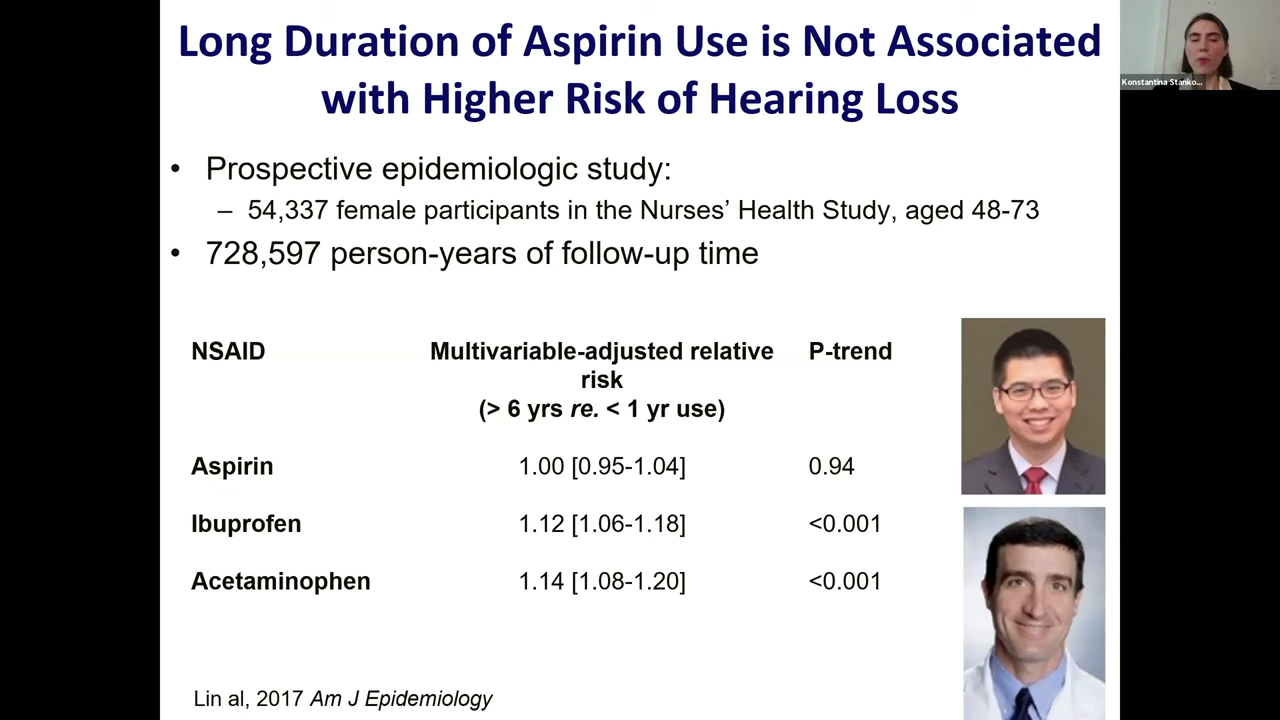 Long Duration of Aspirin Use is Not Associated
with Higher Risk of Hearing Loss
Konstantina Stanko...
• Prospective epidemiologic study:
– 54,337 female participants in the Nurses’ Health Study, aged 48-73
• 728,597 person-years of follow-up time
NSAID Multivariable-adjusted relative P-trend
risk
(> 6 yrs re. < 1 yr use)
Aspirin 1.00 [0.95-1.04] 0.94
Ibuprofen 1.12 [1.06-1.18] <0.001
Acetaminophen 1.14 [1.08-1.20] <0.001
Lin al, 2017 Am J Epidemiology